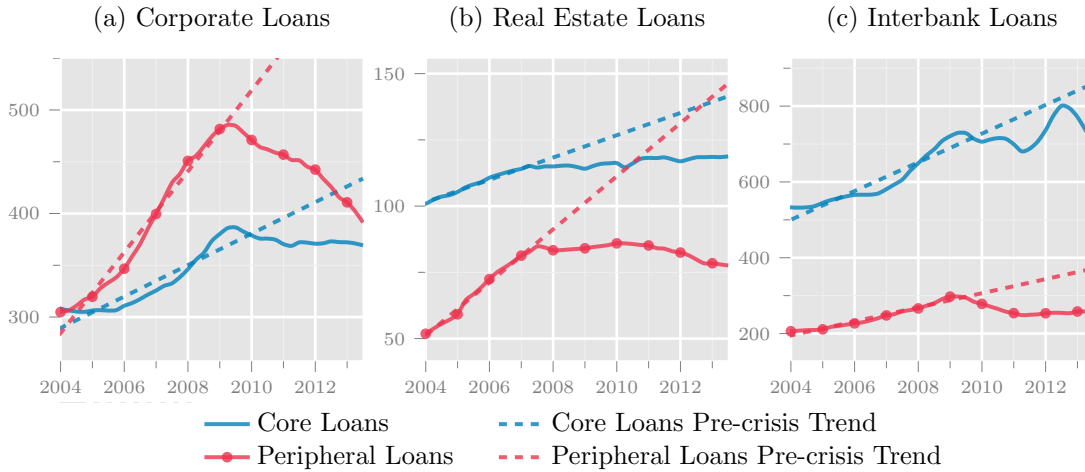 (a) Corporate Loans
(b) Real Estate Loans
(c) Interbank Loans
500
400
300
2004 2006 2008 2010 2012
150
100
50
2004 2006 2008 2010 2012
800
600
400
200
2004 2006 2008 2010 2012
Core Loans
Core Loans Pre-crisis Trend
Peripheral Loans
Peripheral Loans Pre-crisis Trend